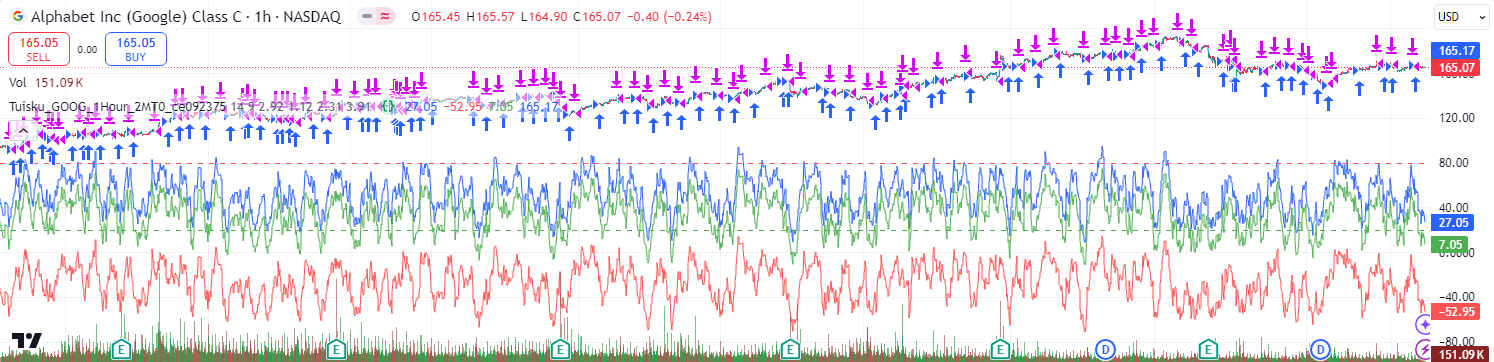 Alphabet Inc (Google) Class C · 1h · NASDAQ O165.45 H165.57 L164.90 C165.07 −0.40 (−0.24%)
USD
165.05 SELL
0.00
165.05 BUY
Vol 151.09 K
Tuisku_GOOG_1Hour_2MT0_ce092375 14 9 2.92 1.12 2.31 3.91 27.05 −52.95 7.05 165.17
165.17
165.07
120.00
80.00
40.00
27.05
7.05
0.0000
−40.00
−52.95
−80.00
151.09 K
E E E E E D E D